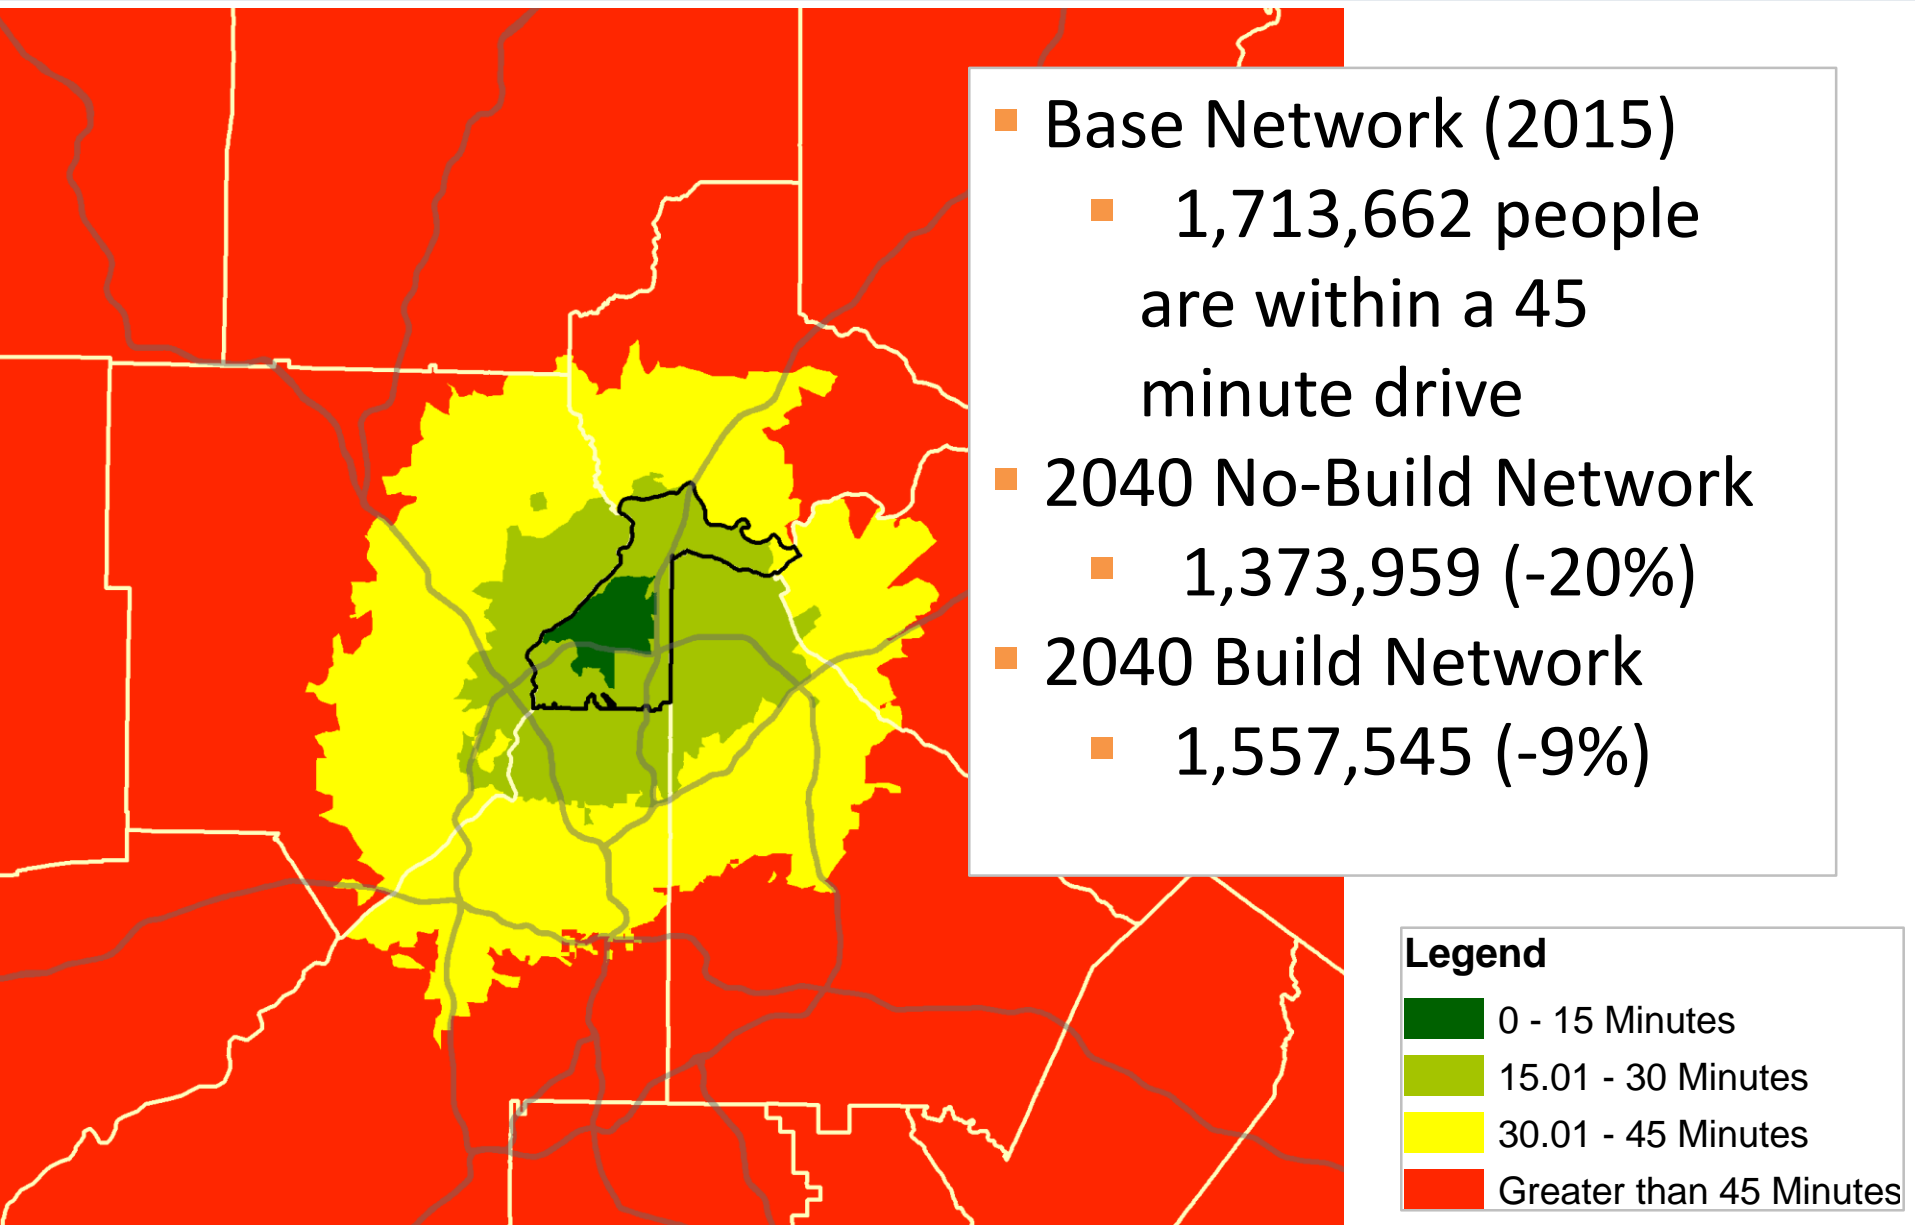 Base Network (2015)
1,713,662 people
are within a 45
minute drive
2040 No-Build Network
1,373,959 (-20%)
2040 Build Network
1,557,545 (-9%)
Legend
0 - 15 Minutes
15.01 - 30 Minutes
30.01 - 45 Minutes
Greater than 45 Minutes